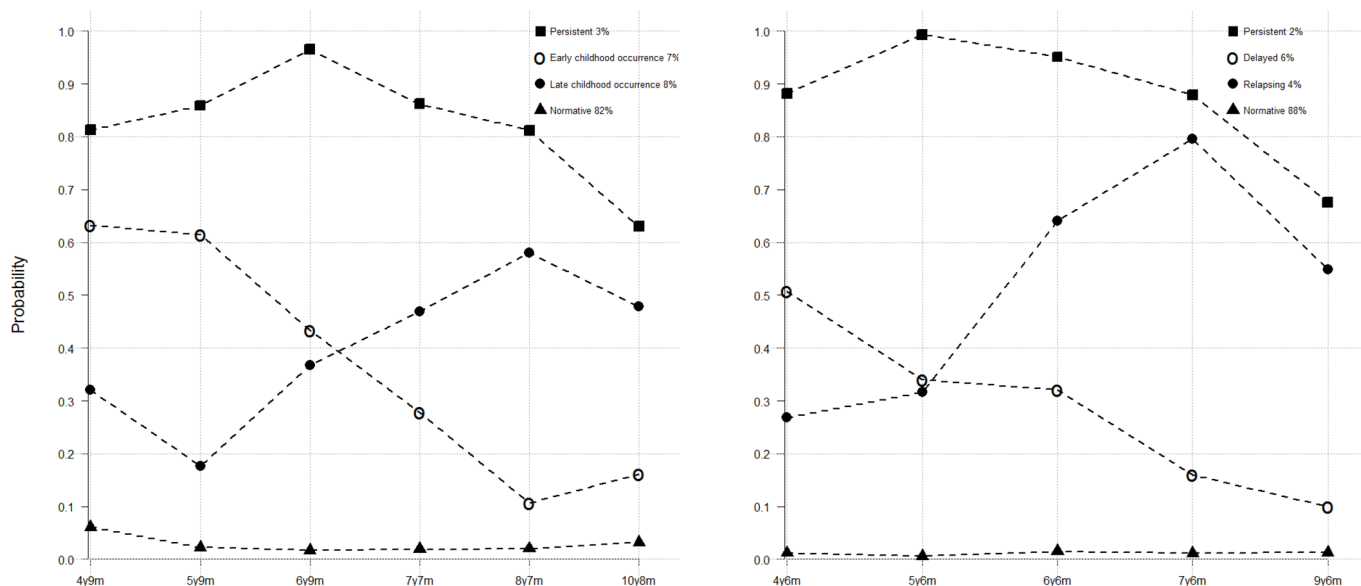 Probability
1.0
0.9
0.8
0.7
0.6
0.5
0.4
0.3
0.2
0.1
0.0
4y9m 5y9m 6y9m 7y7m 8y7m 10y8m
Persistent 3%
Early childhood occurrence 7%
Late childhood occurrence 8%
Normative 82%
1.0
0.9
0.8
0.7
0.6
0.5
0.4
0.3
0.2
0.1
0.0
4y6m 5y6m 6y6m 7y6m 9y6m
Persistent 2%
Delayed 6%
Relapsing 4%
Normative 88%